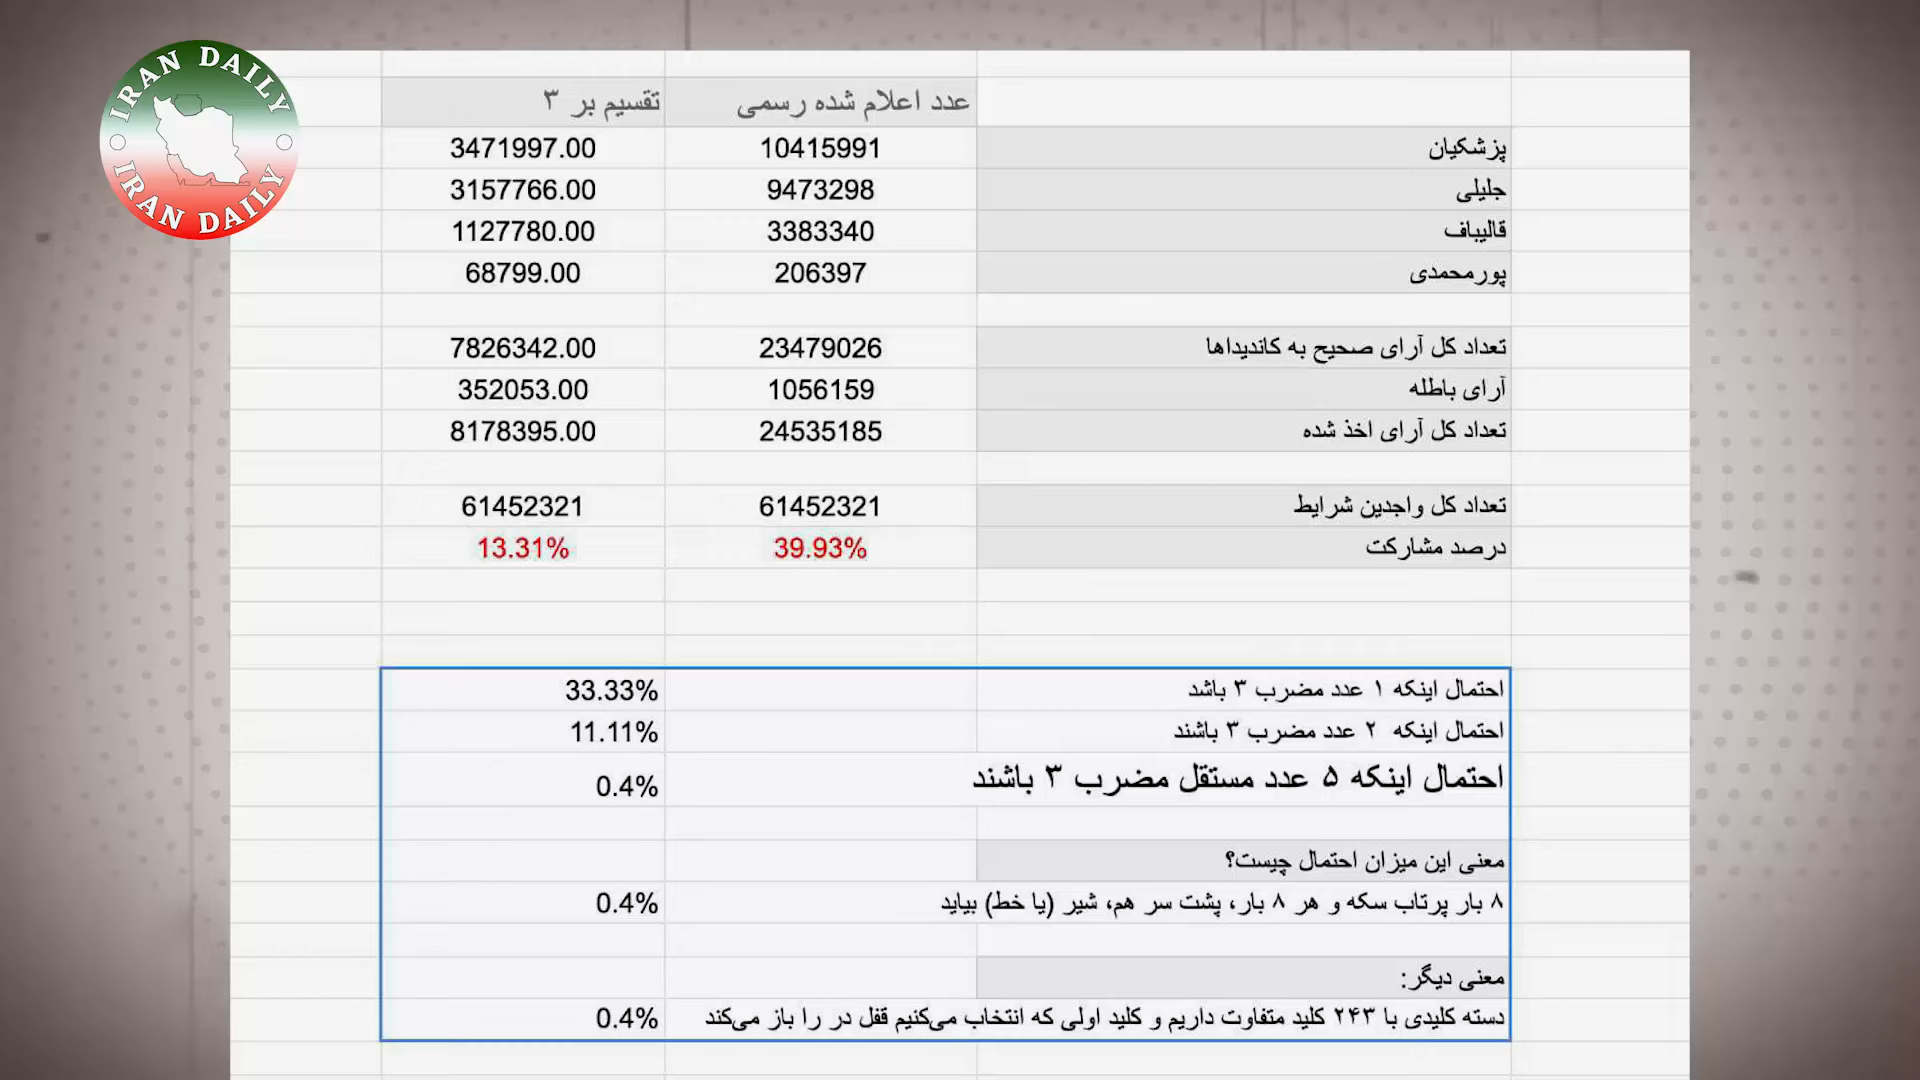 IRAN DAILY
IRAN DAILY
عدد اعلام شده رسمی تقسیم بر ۳
پزشکیان 10415991 3471997.00
جلیلی 9473298 3157766.00
قالیباف 3383340 1127780.00
پورمحمدی 206397 68799.00
تعداد کل آرای صحیح به کاندیداها 23479026 7826342.00
آرای باطله 1056159 352053.00
تعداد کل آرای اخذ شده 24535185 8178395.00
تعداد کل واجدین شرایط 61452321 61452321
درصد مشارکت 39.93% 13.31%
احتمال اینکه ۱ عدد مضرب ۳ باشد 33.33%
احتمال اینکه ۲ عدد مضرب ۳ باشند 11.11%
احتمال اینکه ۵ عدد مستقل مضرب ۳ باشند 0.4%
معنی این میزان احتمال چیست؟
۸ بار پرتاب سکه و هر ۸ بار، پشت سر هم، شیر (یا خط) بیاید 0.4%
معنی دیگر:
دسته کلیدی با ۲۴۳ کلید متفاوت داریم و کلید اولی که انتخاب می‌کنیم قفل در را باز می‌کند 0.4%